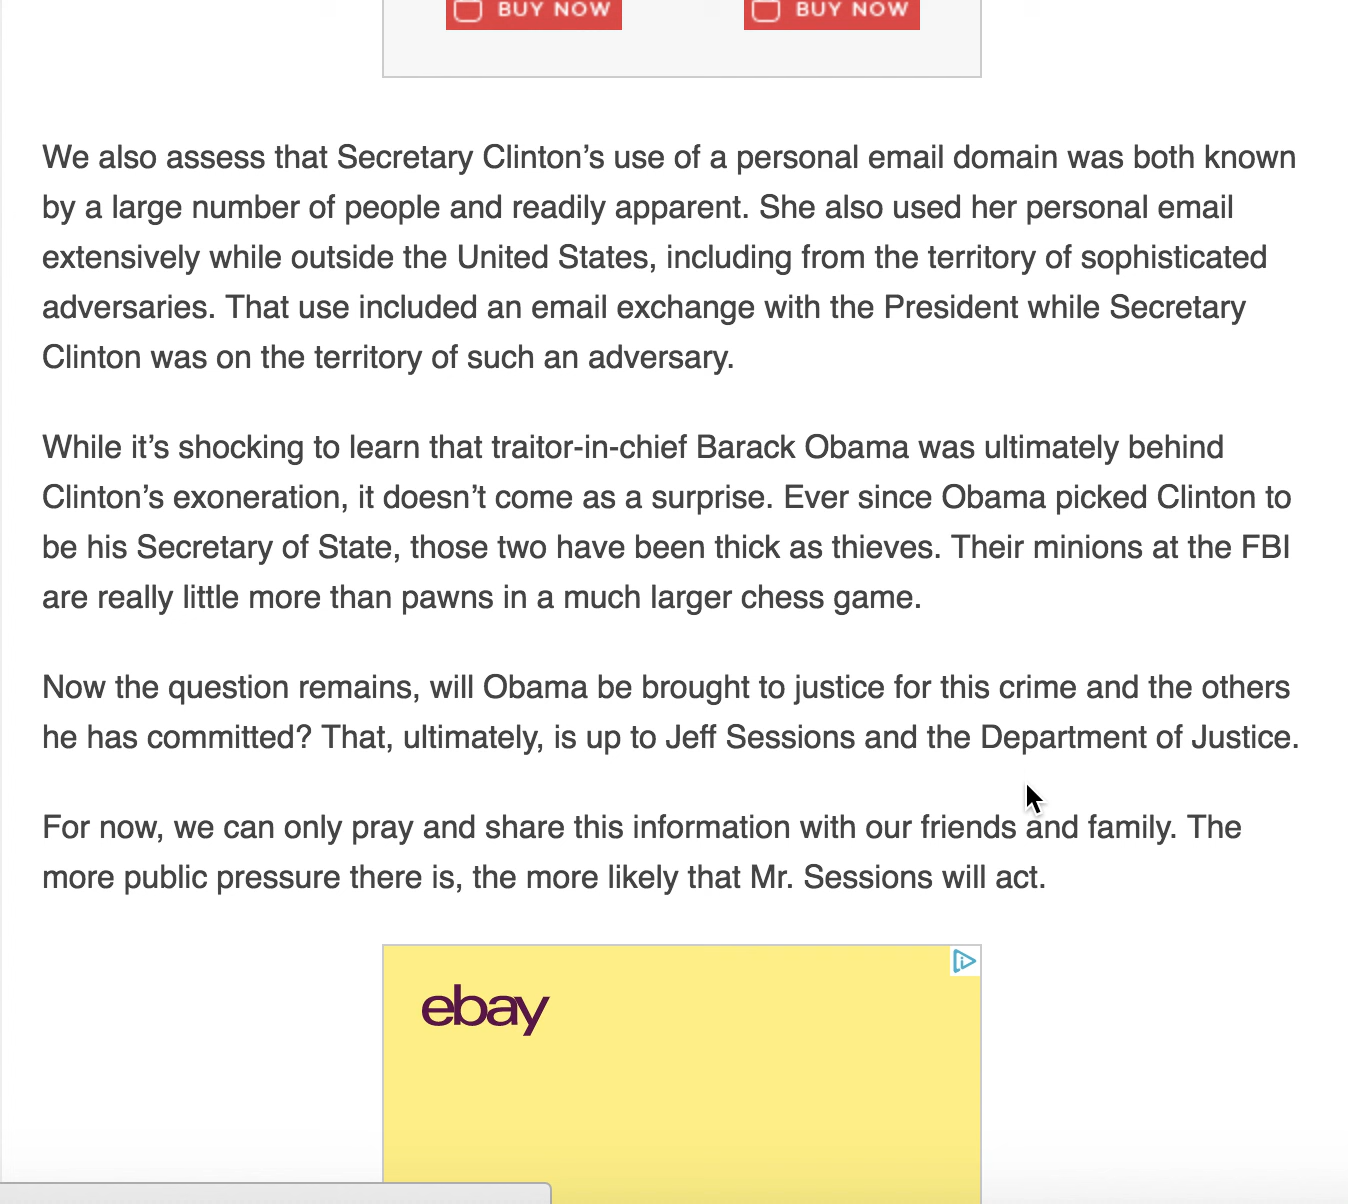 BUY NOW BUY NOW
We also assess that Secretary Clinton’s use of a personal email domain was both known
by a large number of people and readily apparent. She also used her personal email
extensively while outside the United States, including from the territory of sophisticated
adversaries. That use included an email exchange with the President while Secretary
Clinton was on the territory of such an adversary.
While it’s shocking to learn that traitor-in-chief Barack Obama was ultimately behind
Clinton’s exoneration, it doesn’t come as a surprise. Ever since Obama picked Clinton to
be his Secretary of State, those two have been thick as thieves. Their minions at the FBI
are really little more than pawns in a much larger chess game.
Now the question remains, will Obama be brought to justice for this crime and the others
he has committed? That, ultimately, is up to Jeff Sessions and the Department of Justice.
For now, we can only pray and share this information with our friends and family. The
more public pressure there is, the more likely that Mr. Sessions will act.
ebay